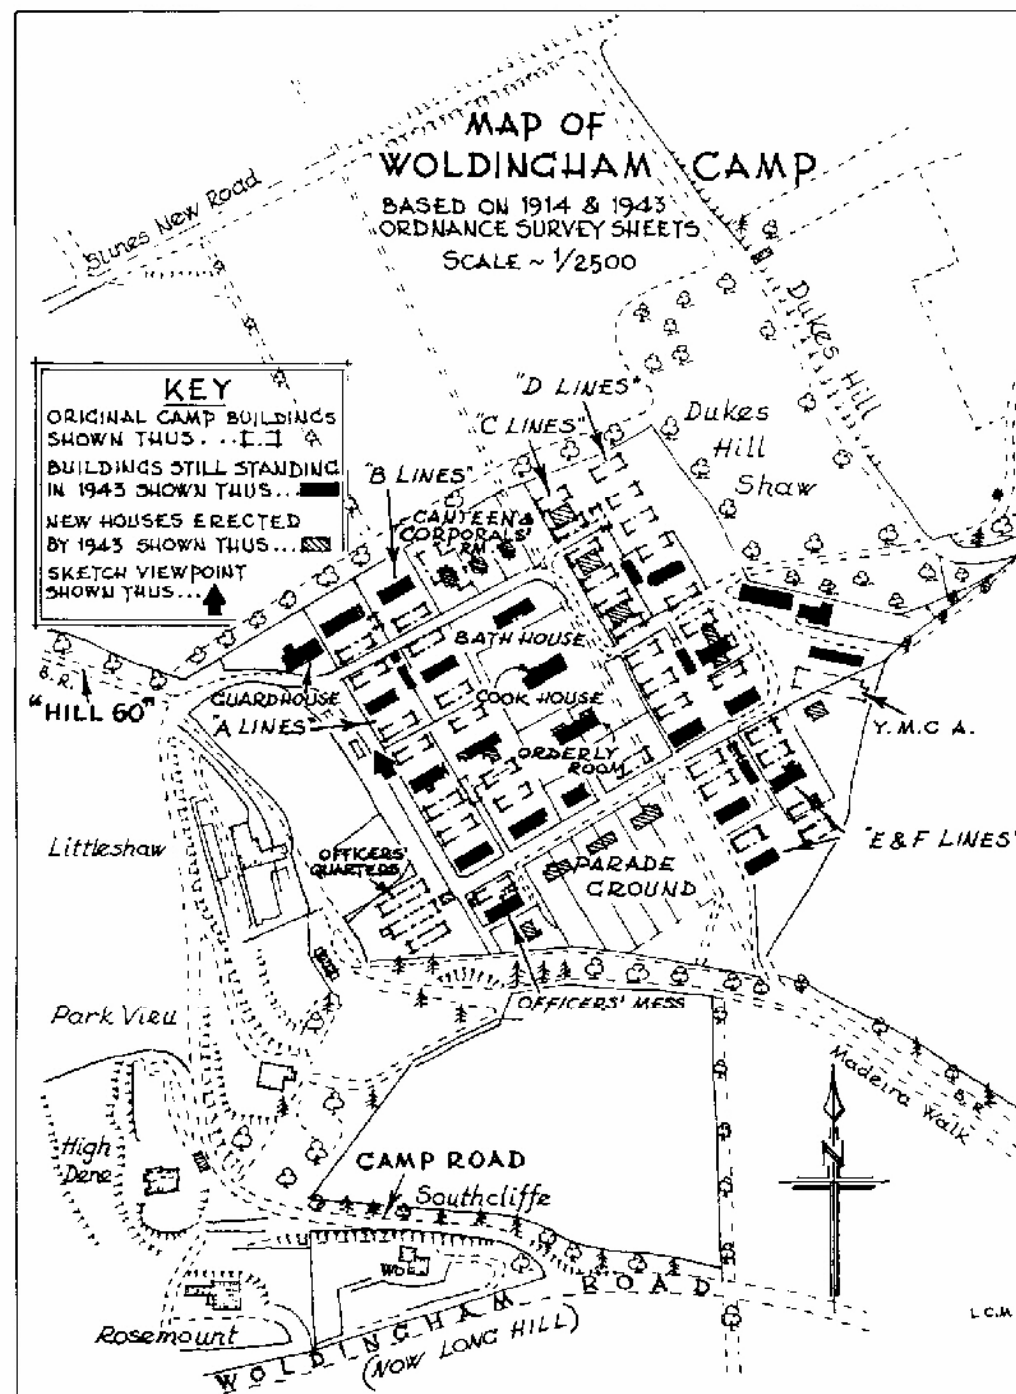 MAP OF
WOLDINGHAM CAMP
BASED ON 1914 & 1943
ORDNANCE SURVEY SHEETS
SCALE ~ 1/2500
Slines New Road
Dukes Hill
KEY
ORIGINAL CAMP BUILDINGS
SHOWN THUS...
BUILDINGS STILL STANDING
IN 1943 SHOWN THUS...
NEW HOUSES ERECTED
BY 1943 SHOWN THUS...
SKETCH VIEWPOINT
SHOWN THUS...
"D LINES"
"C LINES"
"B LINES"
Dukes
Hill
Shaw
CANTEEN &
CORPORALS'
RM
BATH HOUSE
B.R.
"HILL 60"
GUARDHOUSE
"A LINES"
COOK HOUSE
ORDERLY
ROOM
Y.M.C A.
"E & F LINES"
Littleshaw
OFFICERS'
QUARTERS
PARADE
GROUND
OFFICERS' MESS
Park View
Madeira Walk
B.R.
N
High
Dene
CAMP ROAD
Southcliffe
Rosemount
WOLDINGHAM ROAD
(NOW LONG HILL)
L.C.M.